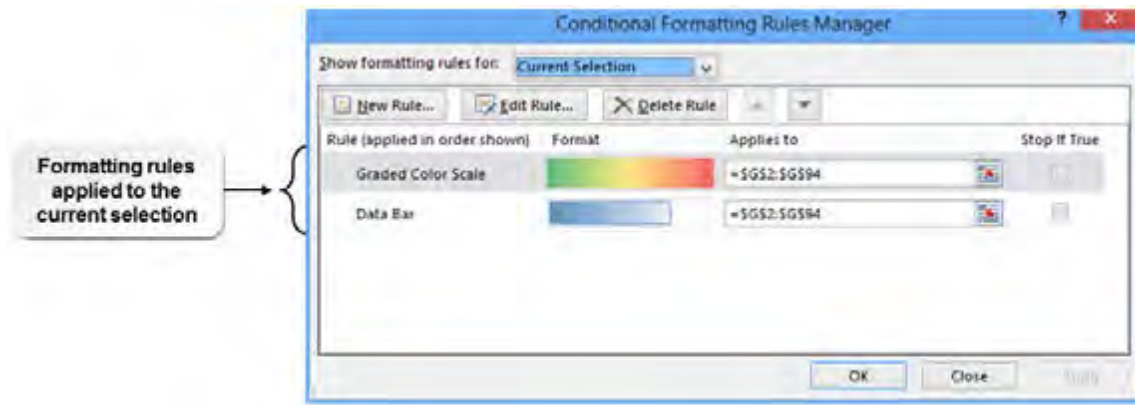 Conditional Formatting Rules Manager
?
Show formatting rules for: Current Selection
New Rule... Edit Rule... Delete Rule
Rule (applied in order shown) Format Applies to Stop If True
Graded Color Scale =$G$2:$G$94
Data Bar =$G$2:$G$94
Formatting rules
applied to the
current selection
OK Close Apply